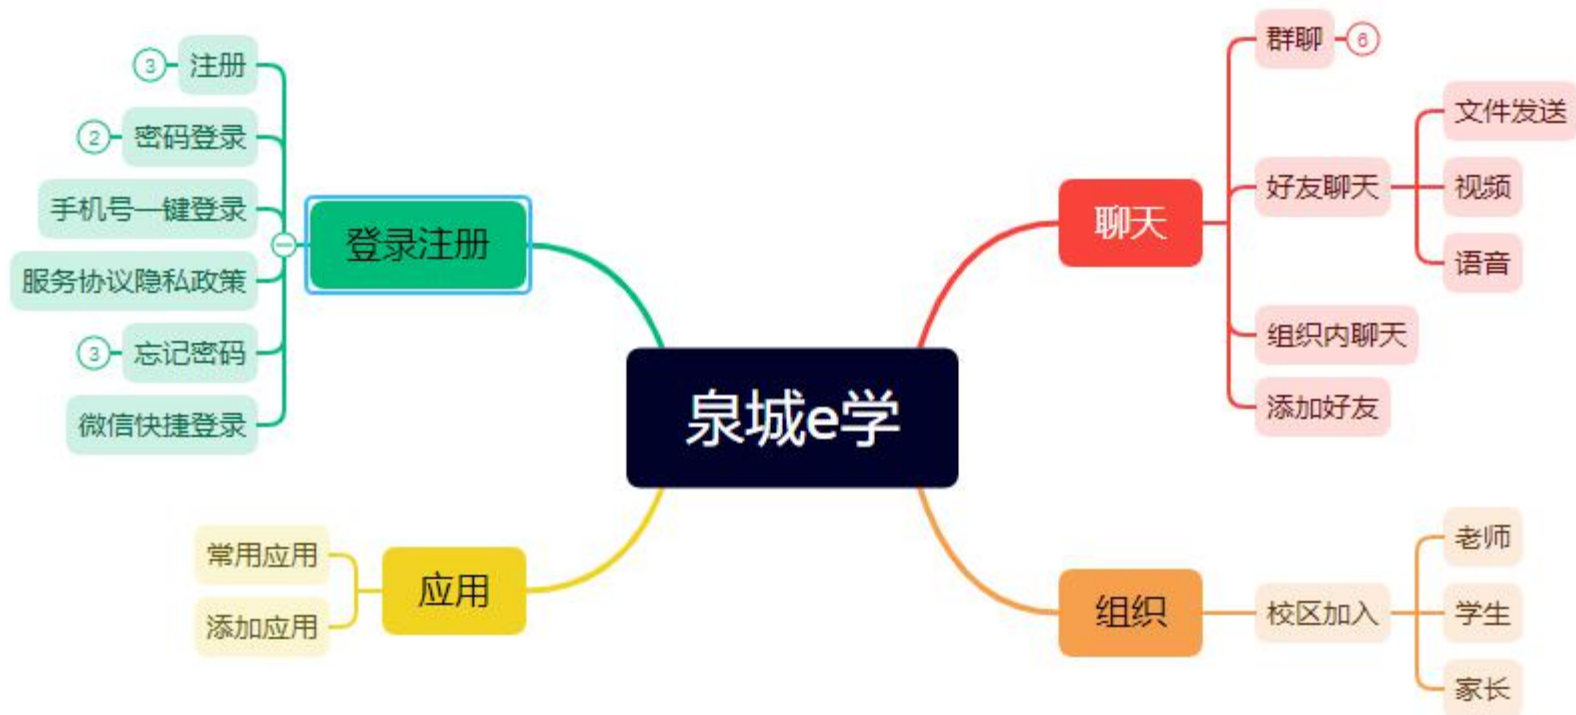 泉城e学
聊天
群聊
6
好友聊天
文件发送
视频
语音
组织内聊天
添加好友
组织
校区加入
老师
学生
家长
登录注册
注册
3
密码登录
2
手机号一键登录
服务协议隐私政策
忘记密码
3
微信快捷登录
应用
常用应用
添加应用